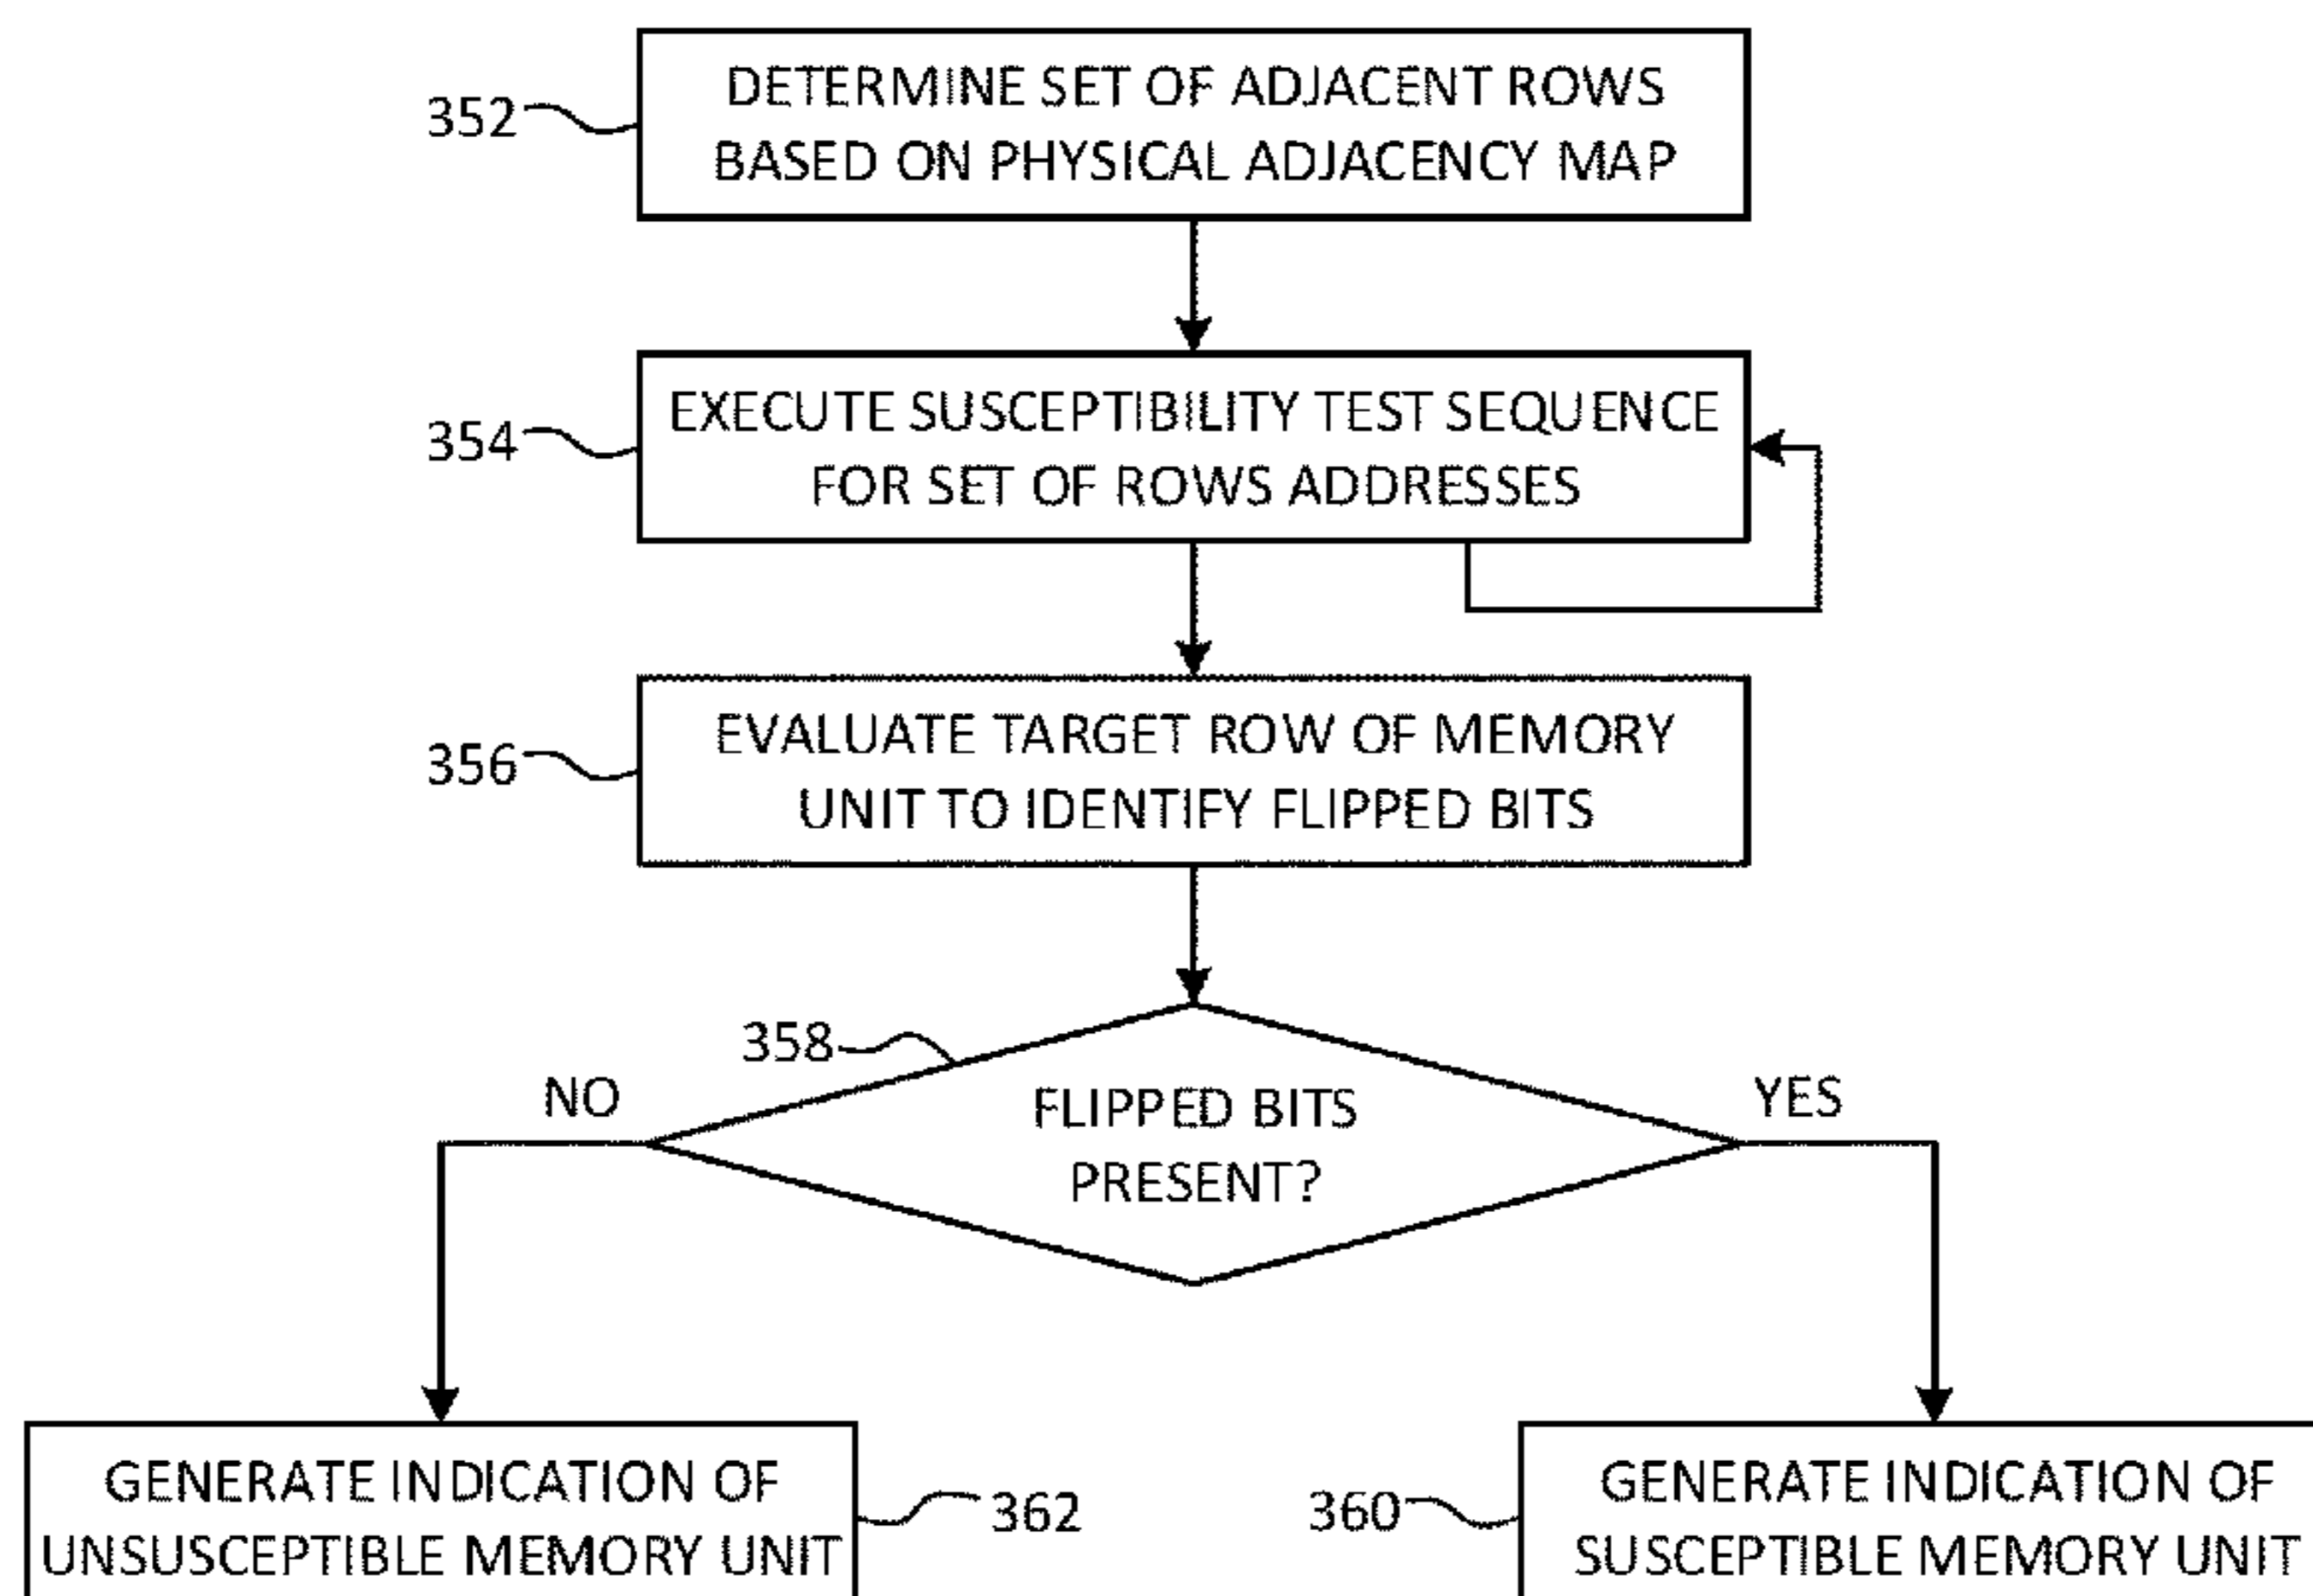 DETERMINE SET OF ADJACENT ROWS
BASED ON PHYSICAL ADJACENCY MAP
352
EXECUTE SUSCEPTIBILITY TEST SEQUENCE
FOR SET OF ROWS ADDRESSES
354
EVALUATE TARGET ROW OF MEMORY
UNIT TO IDENTIFY FLIPPED BITS
356
358
NO
FLIPPED BITS
PRESENT?
YES
GENERATE INDICATION OF
UNSUSCEPTIBLE MEMORY UNIT
362
360
GENERATE INDICATION OF
SUSCEPTIBLE MEMORY UNIT